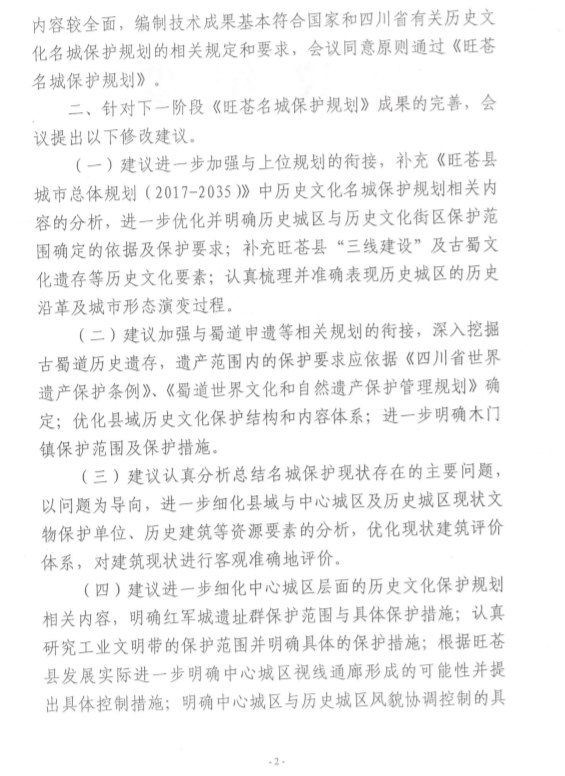 内容较全面，编制技术成果基本符合国家和四川省有关历史文
化名城保护规划的相关规定和要求，会议同意原则通过《旺苍
名城保护规划》。
二、针对下一阶段《旺苍名城保护规划》成果的完善，会
议提出以下修改建议。
（一）建议进一步加强与上位规划的衔接，补充《旺苍县
城市总体规划（2017-2035）》中历史文化名城保护规划相关内
容的分析，进一步优化并明确历史城区与历史文化街区保护范
围确定的依据及保护要求；补充旺苍县“三线建设”及古蜀文
化遗存等历史文化要素；认真梳理并准确表现历史城区的历史
沿革及城市形态演变过程。
（二）建议加强与蜀道申遗等相关规划的衔接，深入挖掘
古蜀道历史遗存，遗产范围内的保护要求应依据《四川省世界
遗产保护条例》、《蜀道世界文化和自然遗产保护管理规划》确
定；优化县域历史文化保护结构和内容体系；进一步明确木门
镇保护范围及保护措施。
（三）建议认真分析总结名城保护现状存在的主要问题，
以问题为导向，进一步细化县域与中心城区及历史城区现状文
物保护单位、历史建筑等资源要素的分析，优化现状建筑评价
体系，对建筑现状进行客观准确地评价。
（四）建议进一步细化中心城区层面的历史文化保护规划
相关内容，明确红军城遗址群保护范围与具体保护措施；认真
研究工业文明带的保护范围并明确具体的保护措施；根据旺苍
县发展实际进一步明确中心城区视线通廊形成的可能性并提
出具体控制措施；明确中心城区与历史城区风貌协调控制的具
-2-